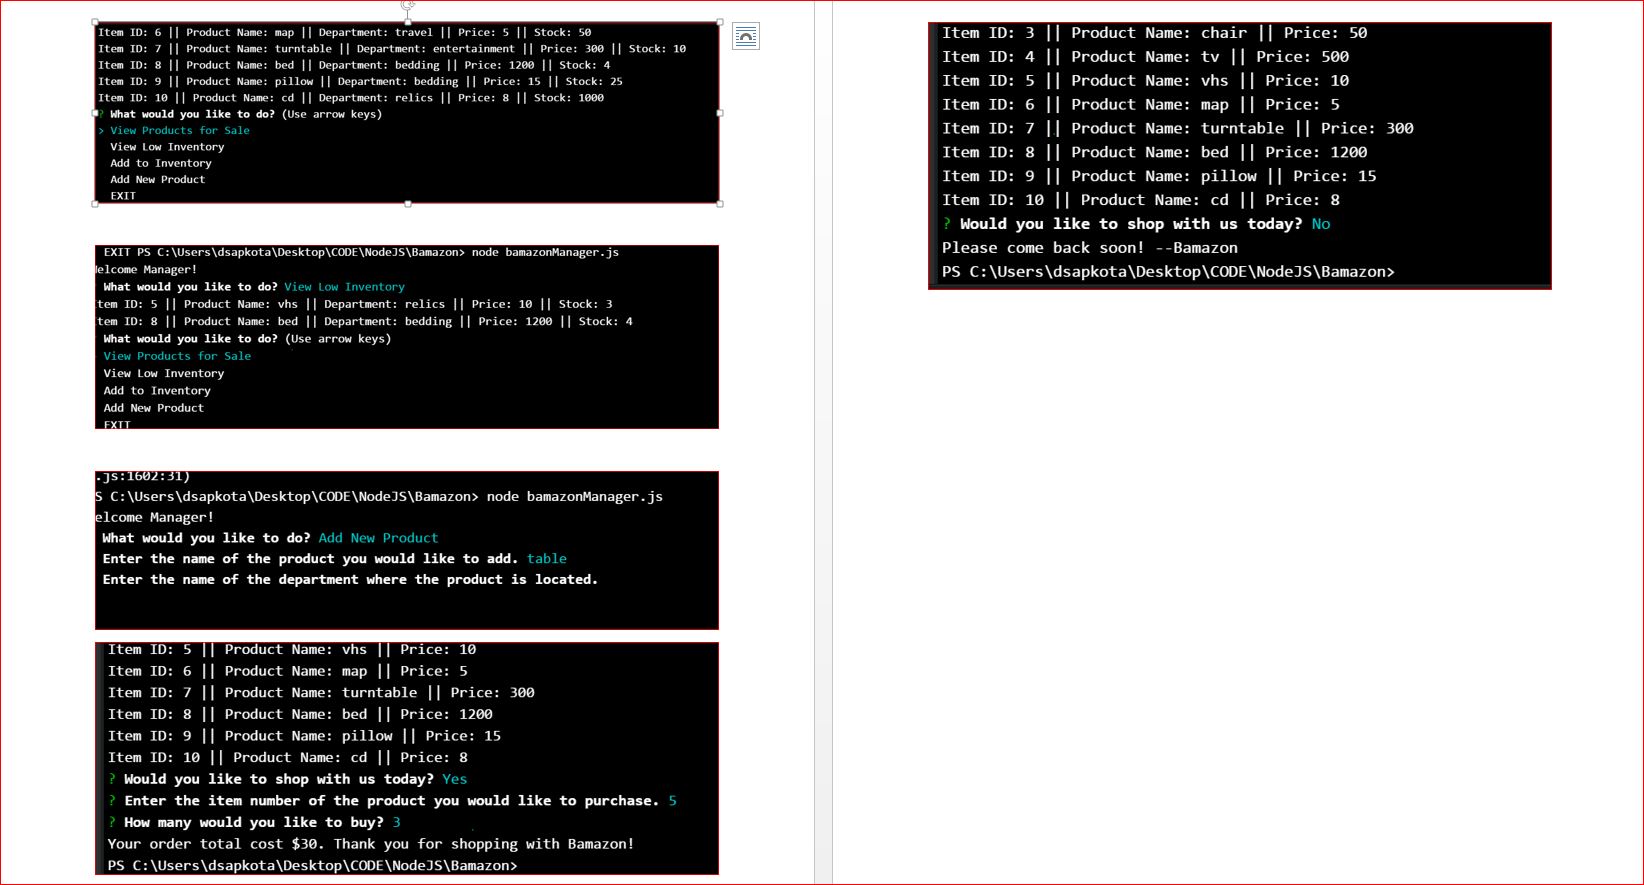 Item ID: 6 || Product Name: map || Department: travel || Price: 5 || Stock: 50
Item ID: 7 || Product Name: turntable || Department: entertainment || Price: 300 || Stock: 10
Item ID: 8 || Product Name: bed || Department: bedding || Price: 1200 || Stock: 4
Item ID: 9 || Product Name: pillow || Department: bedding || Price: 15 || Stock: 25
Item ID: 10 || Product Name: cd || Department: relics || Price: 8 || Stock: 1000
? What would you like to do? (Use arrow keys)
> View Products for Sale
View Low Inventory
Add to Inventory
Add New Product
EXIT
EXIT PS C:\Users\dsapkota\Desktop\CODE\NodeJS\Bamazon> node bamazonManager.js
elcome Manager!
What would you like to do? View Low Inventory
tem ID: 5 || Product Name: vhs || Department: relics || Price: 10 || Stock: 3
tem ID: 8 || Product Name: bed || Department: bedding || Price: 1200 || Stock: 4
What would you like to do? (Use arrow keys)
View Products for Sale
View Low Inventory
Add to Inventory
Add New Product
EXIT
.js:1602:31)
S C:\Users\dsapkota\Desktop\CODE\NodeJS\Bamazon> node bamazonManager.js
elcome Manager!
What would you like to do? Add New Product
Enter the name of the product you would like to add. table
Enter the name of the department where the product is located.
Item ID: 5 || Product Name: vhs || Price: 10
Item ID: 6 || Product Name: map || Price: 5
Item ID: 7 || Product Name: turntable || Price: 300
Item ID: 8 || Product Name: bed || Price: 1200
Item ID: 9 || Product Name: pillow || Price: 15
Item ID: 10 || Product Name: cd || Price: 8
? Would you like to shop with us today? Yes
? Enter the item number of the product you would like to purchase. 5
? How many would you like to buy? 3
Your order total cost $30. Thank you for shopping with Bamazon!
PS C:\Users\dsapkota\Desktop\CODE\NodeJS\Bamazon>
Item ID: 3 || Product Name: chair || Price: 50
Item ID: 4 || Product Name: tv || Price: 500
Item ID: 5 || Product Name: vhs || Price: 10
Item ID: 6 || Product Name: map || Price: 5
Item ID: 7 || Product Name: turntable || Price: 300
Item ID: 8 || Product Name: bed || Price: 1200
Item ID: 9 || Product Name: pillow || Price: 15
Item ID: 10 || Product Name: cd || Price: 8
? Would you like to shop with us today? No
Please come back soon! --Bamazon
PS C:\Users\dsapkota\Desktop\CODE\NodeJS\Bamazon>